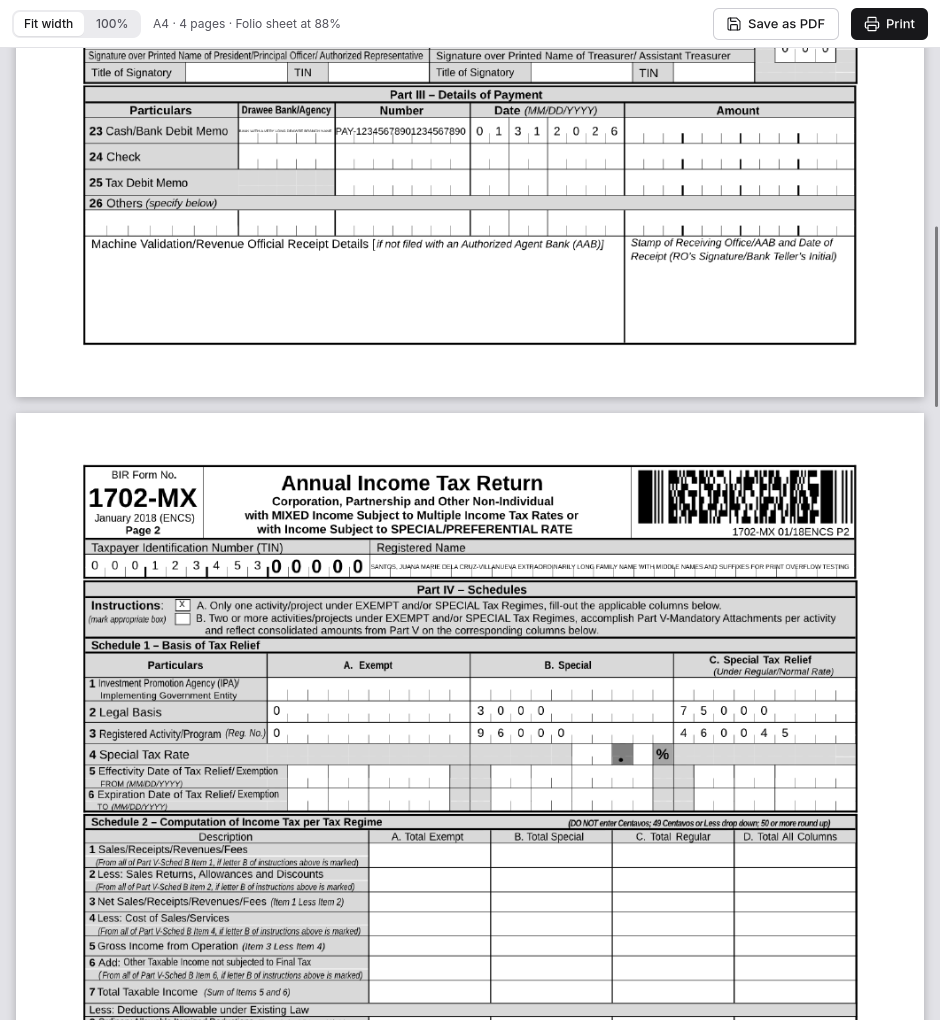 Fit width
100%
A4 · 4 pages · Folio sheet at 88%
Save as PDF
Print
Signature over Printed Name of President/Principal Officer/ Authorized Representative
Signature over Printed Name of Treasurer/ Assistant Treasurer
0 0 0
Title of Signatory
TIN
Title of Signatory
TIN
Part III – Details of Payment
Particulars
Drawee Bank/Agency
Number
Date (MM/DD/YYYY)
Amount
23 Cash/Bank Debit Memo
PAY-12345678901234567890
0 1 3 1 2 0 2 6
24 Check
25 Tax Debit Memo
26 Others (specify below)
Machine Validation/Revenue Official Receipt Details [if not filed with an Authorized Agent Bank (AAB)]
Stamp of Receiving Office/AAB and Date of
Receipt (RO's Signature/Bank Teller's Initial)
BIR Form No.
1702-MX
January 2018 (ENCS)
Page 2
Annual Income Tax Return
Corporation, Partnership and Other Non-Individual
with MIXED Income Subject to Multiple Income Tax Rates or
with Income Subject to SPECIAL/PREFERENTIAL RATE
1702-MX 01/18ENCS P2
Taxpayer Identification Number (TIN)
Registered Name
0 0 0 1 2 3 4 5 3 0 0 0 0 0
SANTOS, JUANA MARIE DELA CRUZ-VILLANUEVA EXTRAORDINARILY LONG FAMILY NAME WITH MIDDLE NAMES AND SUFFIXES FOR PRINT OVERFLOW TESTING
Part IV – Schedules
Instructions:
(mark appropriate box)
X
A. Only one activity/project under EXEMPT and/or SPECIAL Tax Regimes, fill-out the applicable columns below.
B. Two or more activities/projects under EXEMPT and/or SPECIAL Tax Regimes, accomplish Part V-Mandatory Attachments per activity
and reflect consolidated amounts from Part V on the corresponding columns below.
Schedule 1 – Basis of Tax Relief
Particulars
A. Exempt
B. Special
C. Special Tax Relief
(Under Regular/Normal Rate)
1 Investment Promotion Agency (IPA)/
Implementing Government Entity
2 Legal Basis
0
3 0 0 0
7 5 0 0 0
3 Registered Activity/Program (Reg. No.)
0
9 6 0 0 0
4 6 0 0 4 5
4 Special Tax Rate
. %
5 Effectivity Date of Tax Relief/ Exemption
FROM (MM/DD/YYYY)
6 Expiration Date of Tax Relief/ Exemption
TO (MM/DD/YYYY)
Schedule 2 – Computation of Income Tax per Tax Regime
(DO NOT enter Centavos; 49 Centavos or Less drop down; 50 or more round up)
Description
A. Total Exempt
B. Total Special
C. Total Regular
D. Total All Columns
1 Sales/Receipts/Revenues/Fees
(From all of Part V-Sched B Item 1, if letter B of instructions above is marked)
2 Less: Sales Returns, Allowances and Discounts
(From all of Part V-Sched B Item 2, if letter B of instructions above is marked)
3 Net Sales/Receipts/Revenues/Fees (Item 1 Less Item 2)
4 Less: Cost of Sales/Services
(From all of Part V-Sched B Item 4, if letter B of instructions above is marked)
5 Gross Income from Operation (Item 3 Less Item 4)
6 Add: Other Taxable Income not subjected to Final Tax
(From all of Part V-Sched B Item 6, if letter B of instructions above is marked)
7 Total Taxable Income (Sum of Items 5 and 6)
Less: Deductions Allowable under Existing Law